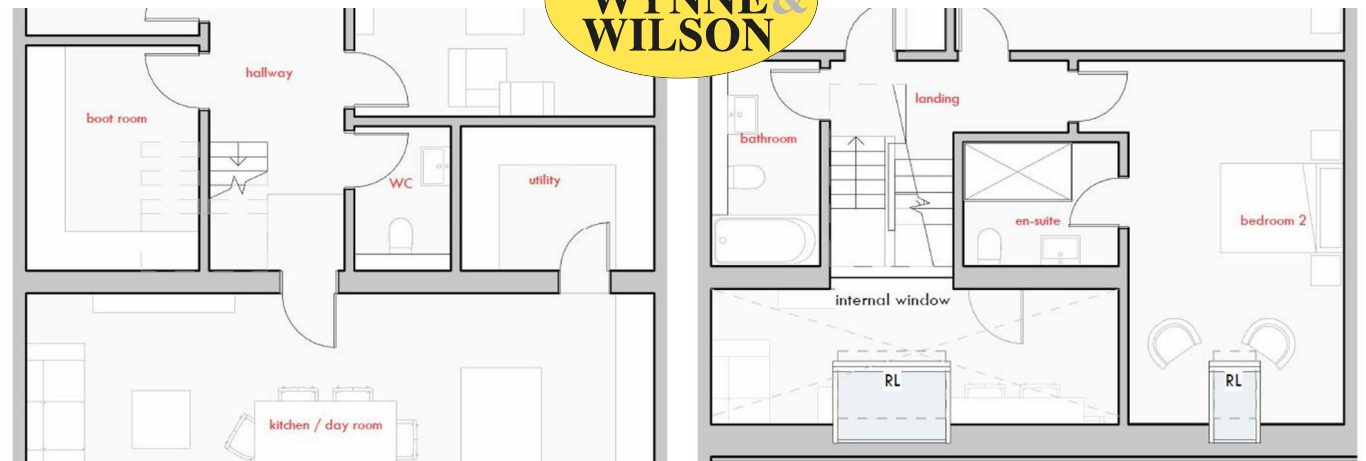 WYNNE&
WILSON
hallway
boot room
WC
utility
kitchen / day room
landing
bathroom
en-suite
bedroom 2
internal window
RL
RL